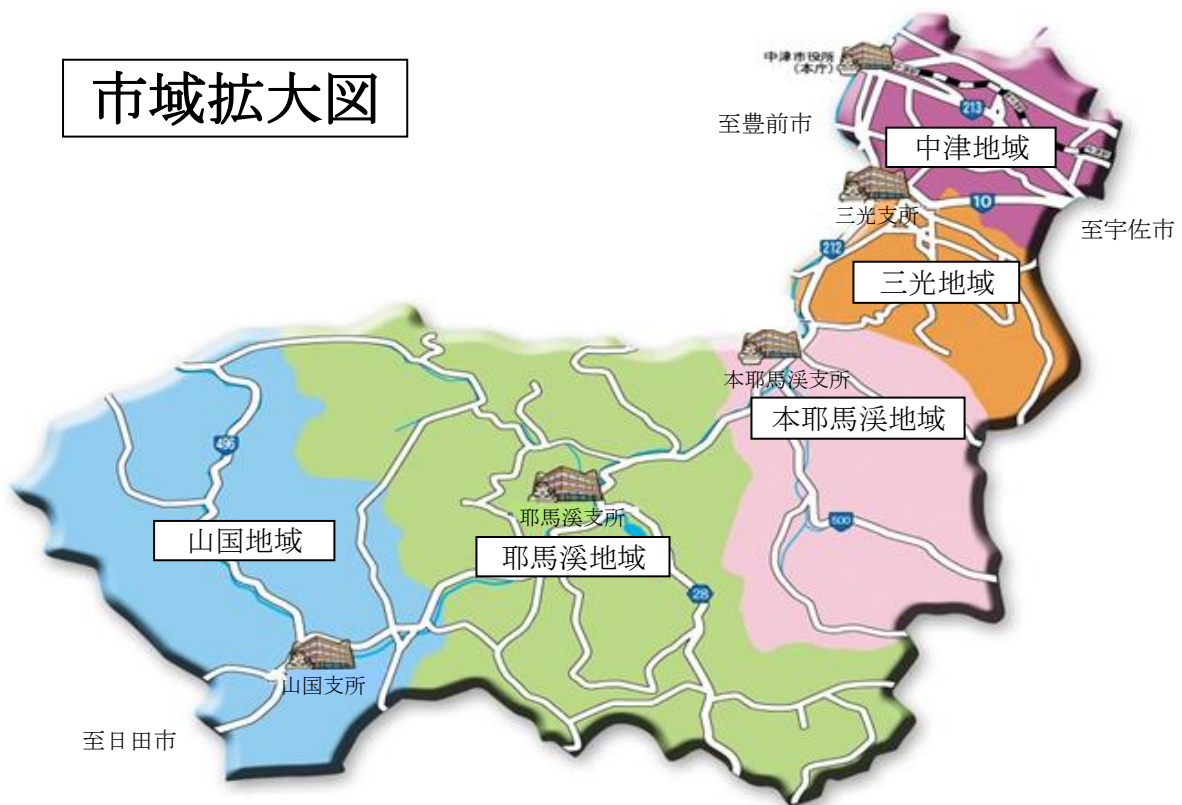 市域拡大図
中津市役所
(本庁)
至豊前市
213
中津地域
三光支所
10
至宇佐市
212
三光地域
本耶馬渓支所
本耶馬渓地域
496
耶馬渓支所
500
山国地域
耶馬渓地域
28
山国支所
至日田市